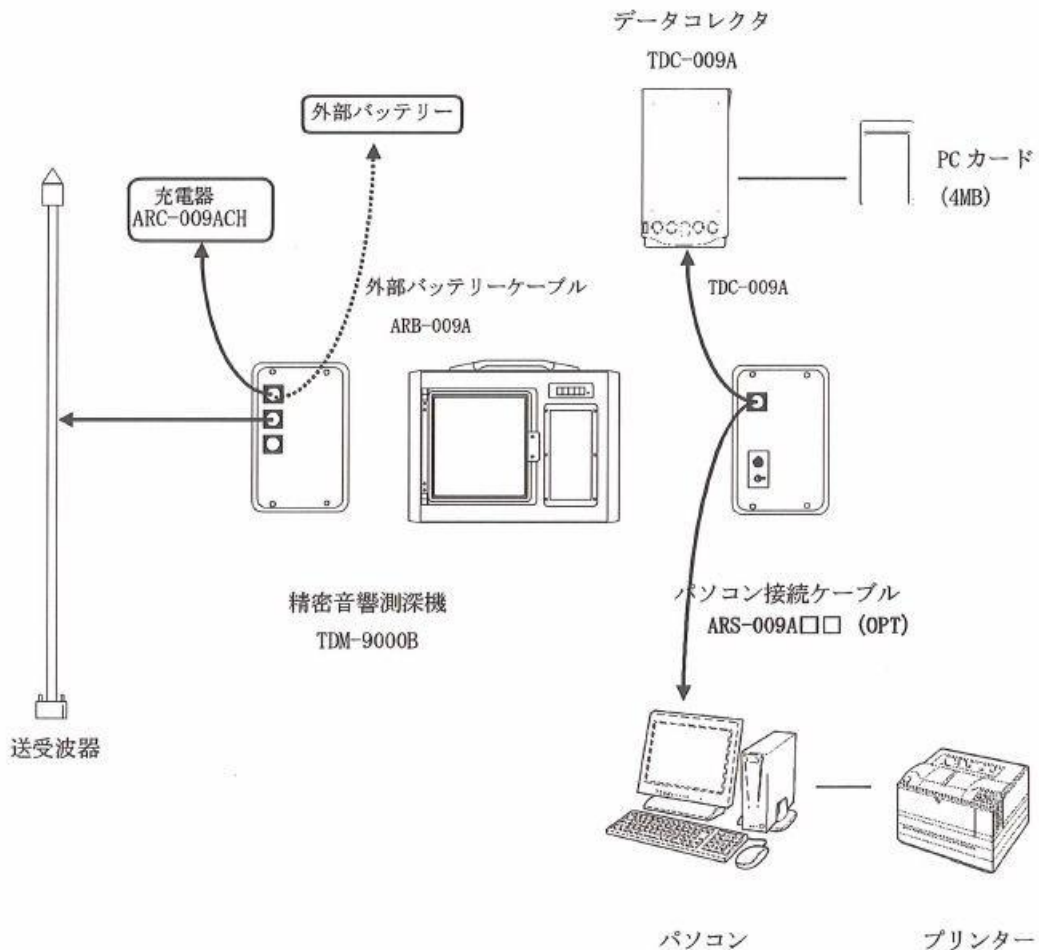 データコレクタ
TDC-009A
外部バッテリー
PCカード
(4MB)
充電器
ARC-009ACH
外部バッテリーケーブル
ARB-009A
TDC-009A
精密音響測深機
TDM-9000B
パソコン接続ケーブル
ARS-009A□□ (OPT)
送受波器
パソコン
プリンター